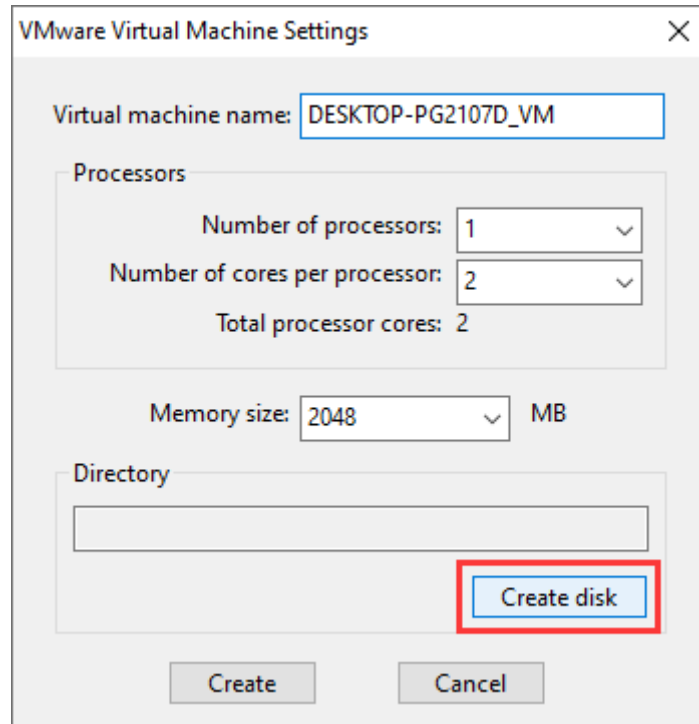 VMware Virtual Machine Settings
Virtual machine name: DESKTOP-PG2107D_VM
Processors
Number of processors: 1
Number of cores per processor: 2
Total processor cores: 2
Memory size: 2048 MB
Directory
Create disk
Create Cancel